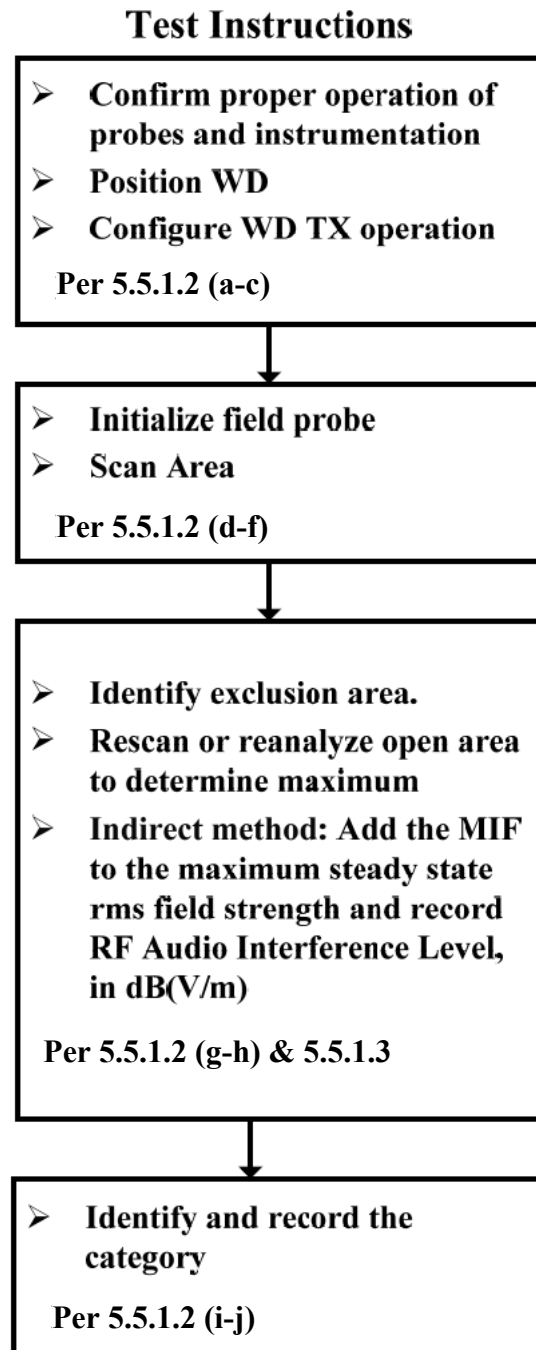 Test Instructions
➢ Confirm proper operation of
probes and instrumentation
➢ Position WD
➢ Configure WD TX operation
Per 5.5.1.2 (a-c)
➢ Initialize field probe
➢ Scan Area
Per 5.5.1.2 (d-f)
➢ Identify exclusion area.
➢ Rescan or reanalyze open area
to determine maximum
➢ Indirect method: Add the MIF
to the maximum steady state
rms field strength and record
RF Audio Interference Level,
in dB(V/m)
Per 5.5.1.2 (g-h) & 5.5.1.3
➢ Identify and record the
category
Per 5.5.1.2 (i-j)